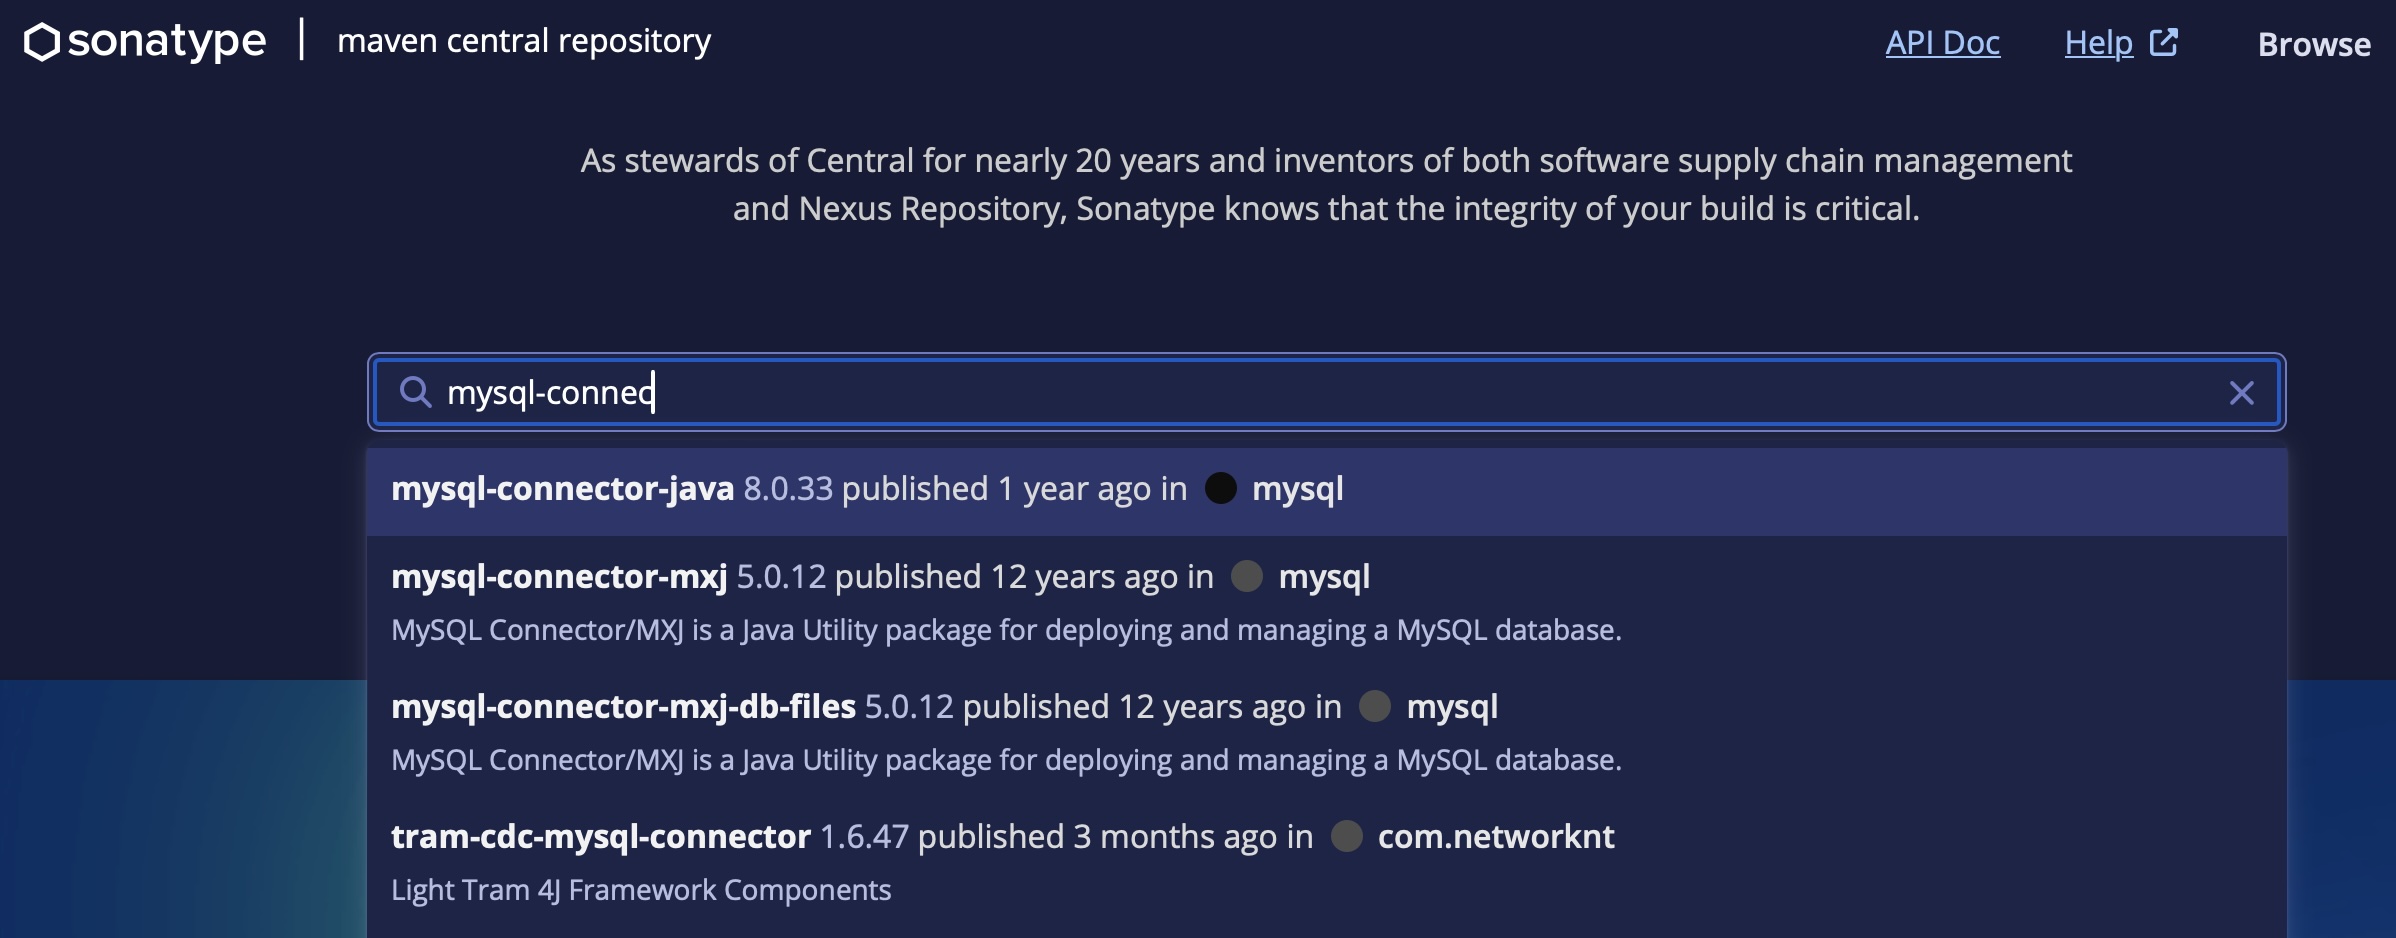 sonatype | maven central repository API Doc Help Browse
As stewards of Central for nearly 20 years and inventors of both software supply chain management
and Nexus Repository, Sonatype knows that the integrity of your build is critical.
mysql-connec
mysql-connector-java 8.0.33 published 1 year ago in mysql
mysql-connector-mxj 5.0.12 published 12 years ago in mysql
MySQL Connector/MXJ is a Java Utility package for deploying and managing a MySQL database.
mysql-connector-mxj-db-files 5.0.12 published 12 years ago in mysql
MySQL Connector/MXJ is a Java Utility package for deploying and managing a MySQL database.
tram-cdc-mysql-connector 1.6.47 published 3 months ago in com.networknt
Light Tram 4J Framework Components